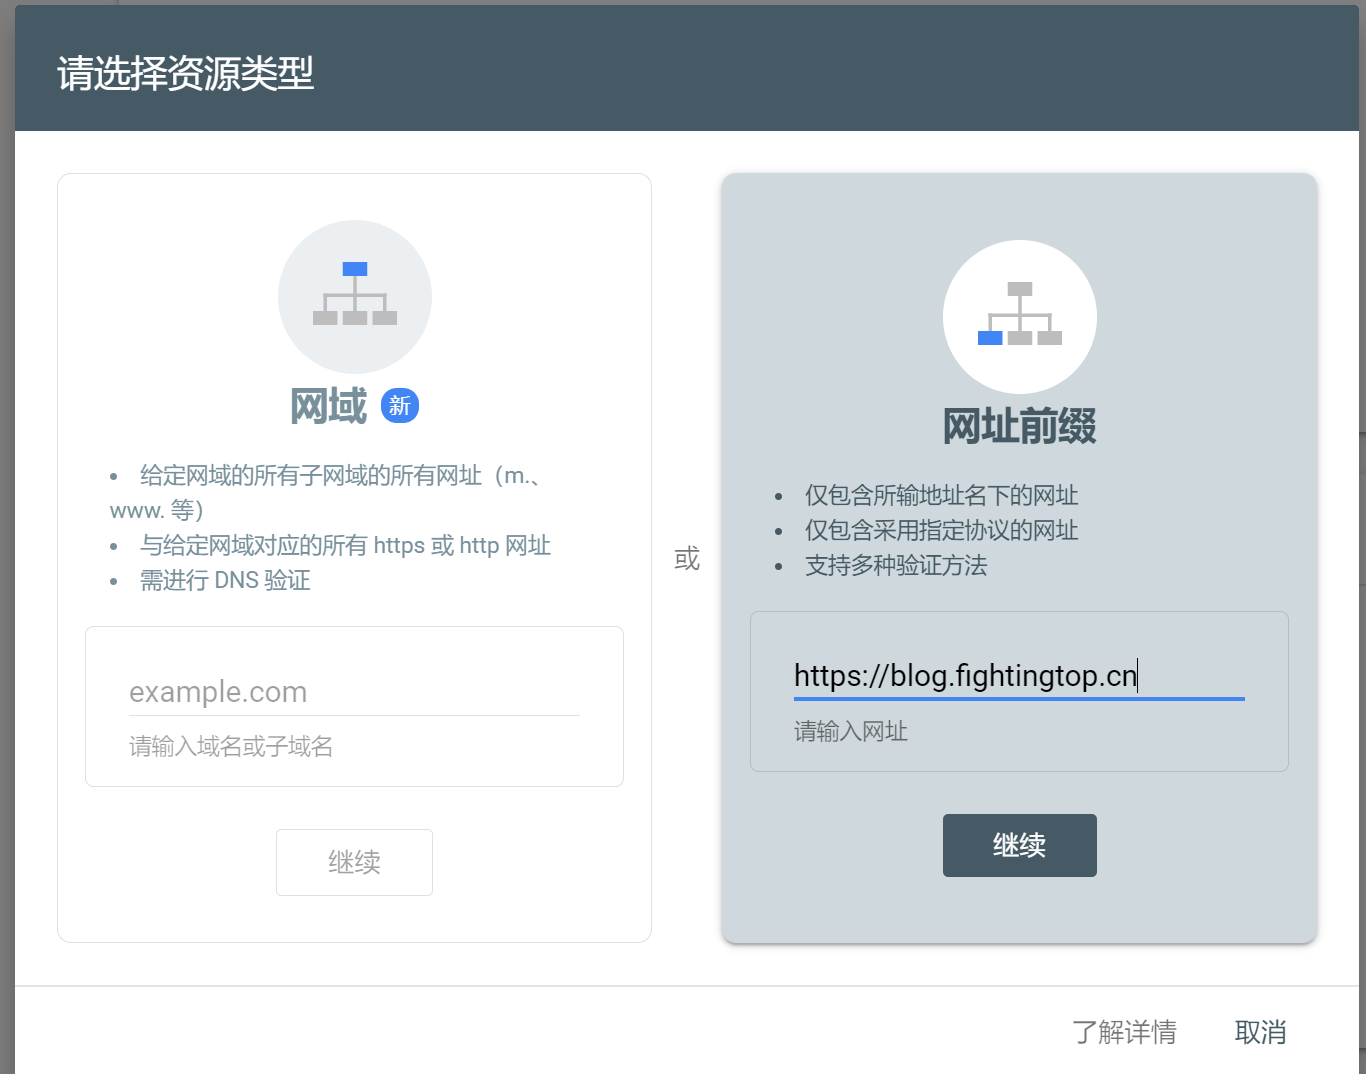 请选择资源类型
网域 新
• 给定网域的所有子网域的所有网址（m.、
www. 等）
• 与给定网域对应的所有 https 或 http 网址
• 需进行 DNS 验证
example.com
请输入域名或子域名
继续
或
网址前缀
• 仅包含所输地址名下的网址
• 仅包含采用指定协议的网址
• 支持多种验证方法
https://blog.fightingtop.cn
请输入网址
继续
了解详情 取消